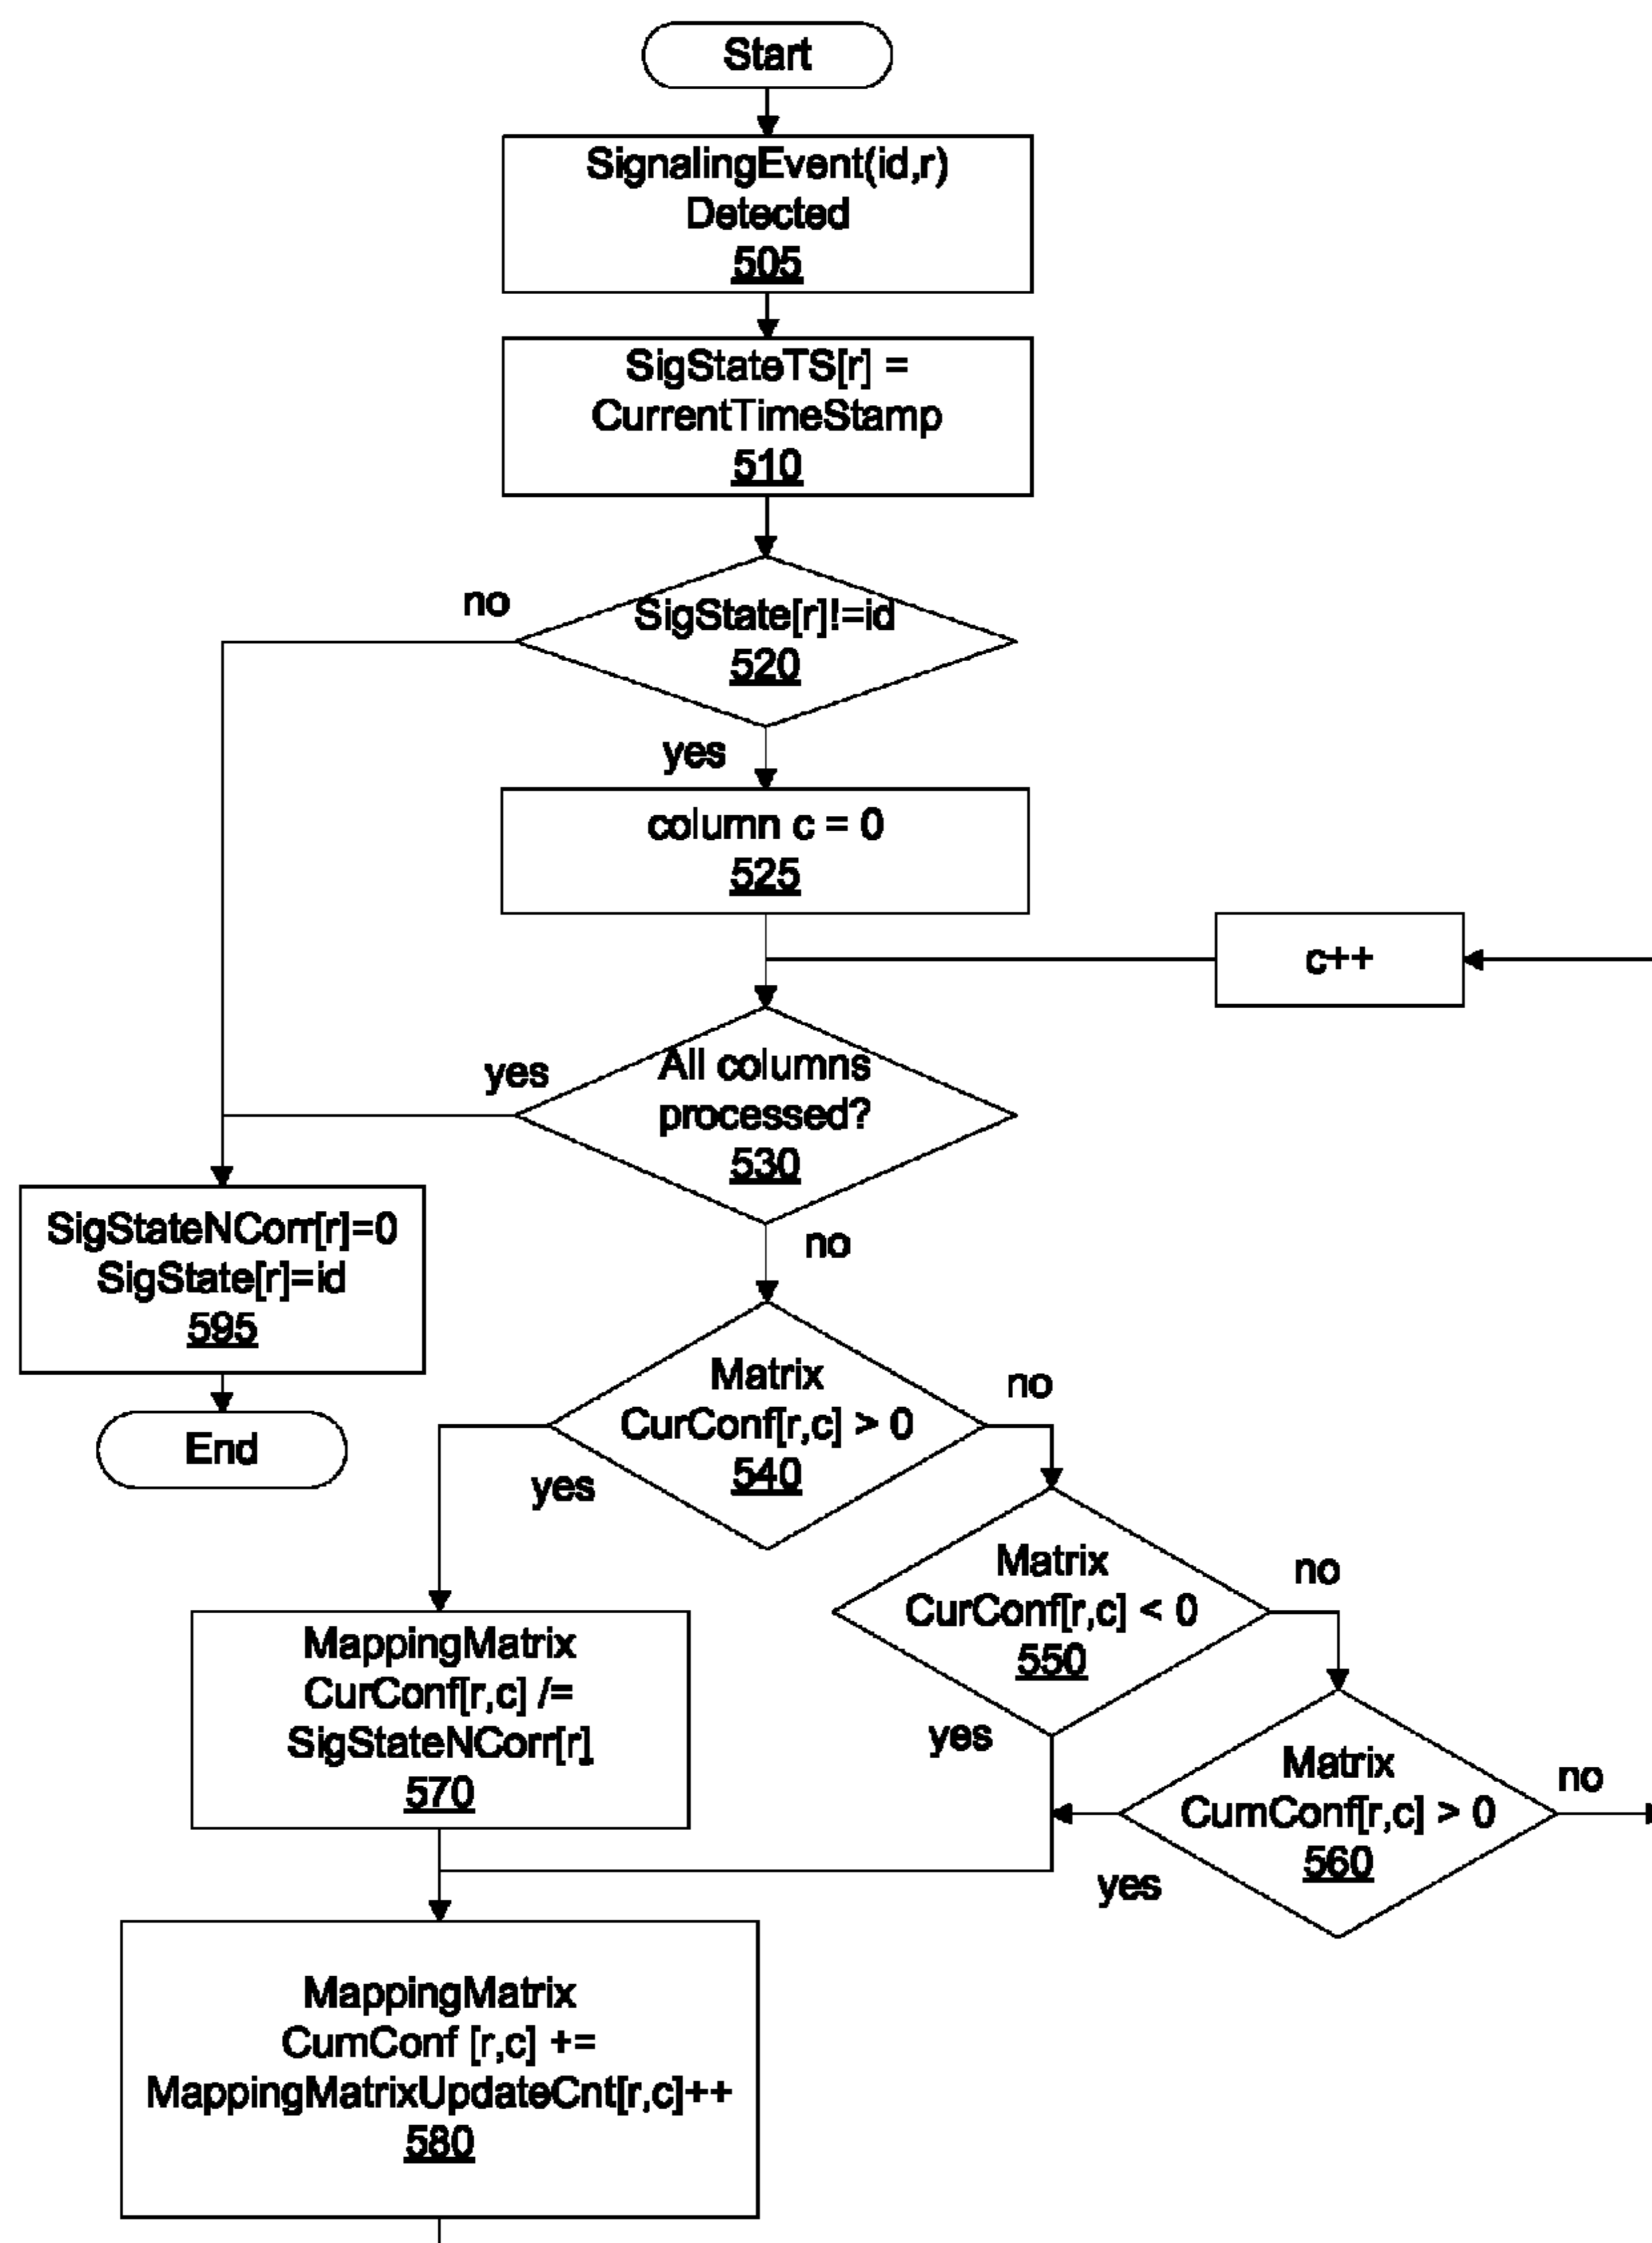 Start
SignalingEvent(id,r)
Detected
505
SigStateTS[r] =
CurrentTimeStamp
510
no
SigState[r]!=id
520
yes
column c = 0
525
c++
yes
All columns
processed?
530
no
SigStateNCorr[r]=0
SigState[r]=id
595
End
Matrix
CurConf[r,c] > 0
540
no
yes
Matrix
CurConf[r,c] < 0
550
no
yes
MappingMatrix
CurConf[r,c] /=
SigStateNCorr[r]
570
Matrix
CumConf[r,c] > 0
560
no
yes
MappingMatrix
CumConf [r,c] +=
MappingMatrixUpdateCnt[r,c]++
580